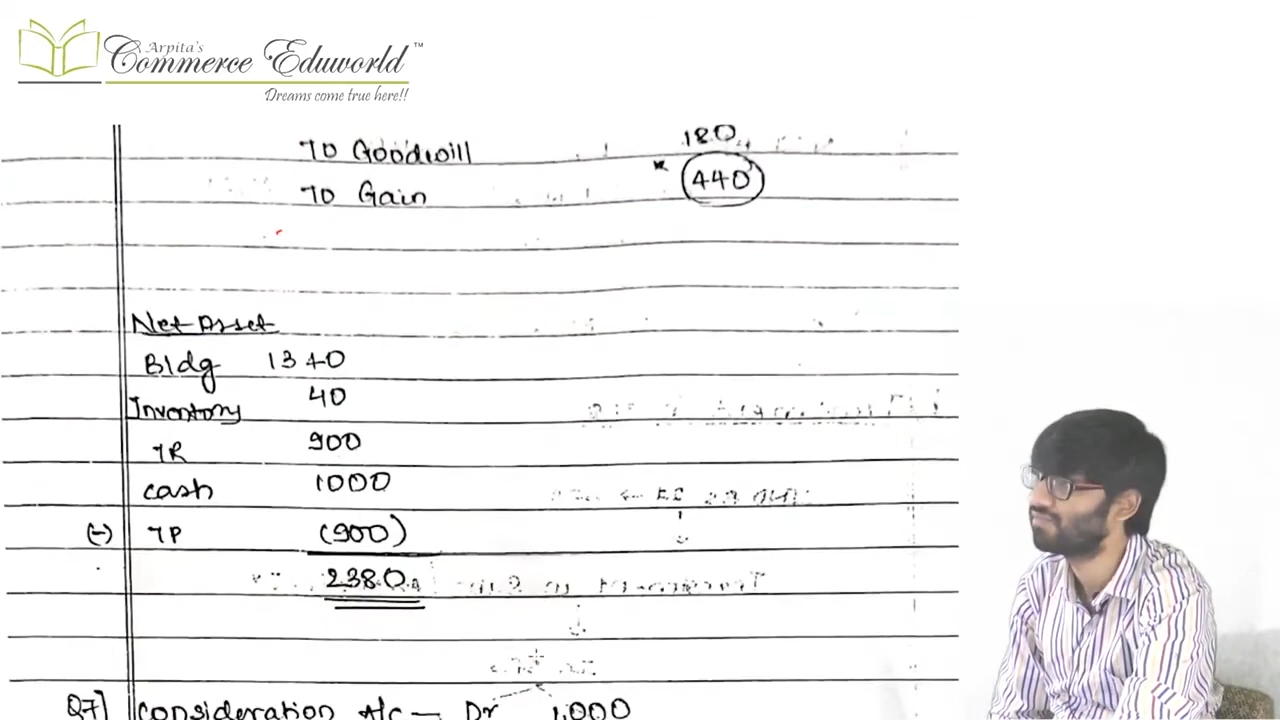 Arpita's
Commerce Eduworld™
Dreams come true here!!
To Goodwill 180
To Gain * 440
Net Asset
Bldg 1340
Inventory 40
TR 900
cash 1000
(-) TP (900)
2380
Q7] Consideration A/c — Dr 1,000